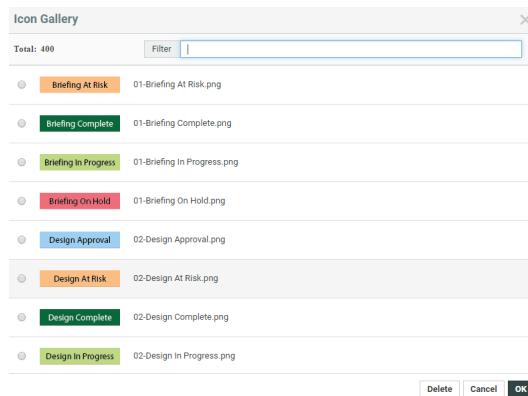 Icon Gallery
Total: 400 Filter
Briefing At Risk 01-Briefing At Risk.png
Briefing Complete 01-Briefing Complete.png
Briefing In Progress 01-Briefing In Progress.png
Briefing On Hold 01-Briefing On Hold.png
Design Approval 02-Design Approval.png
Design At Risk 02-Design At Risk.png
Design Complete 02-Design Complete.png
Design In Progress 02-Design In Progress.png
Delete Cancel OK